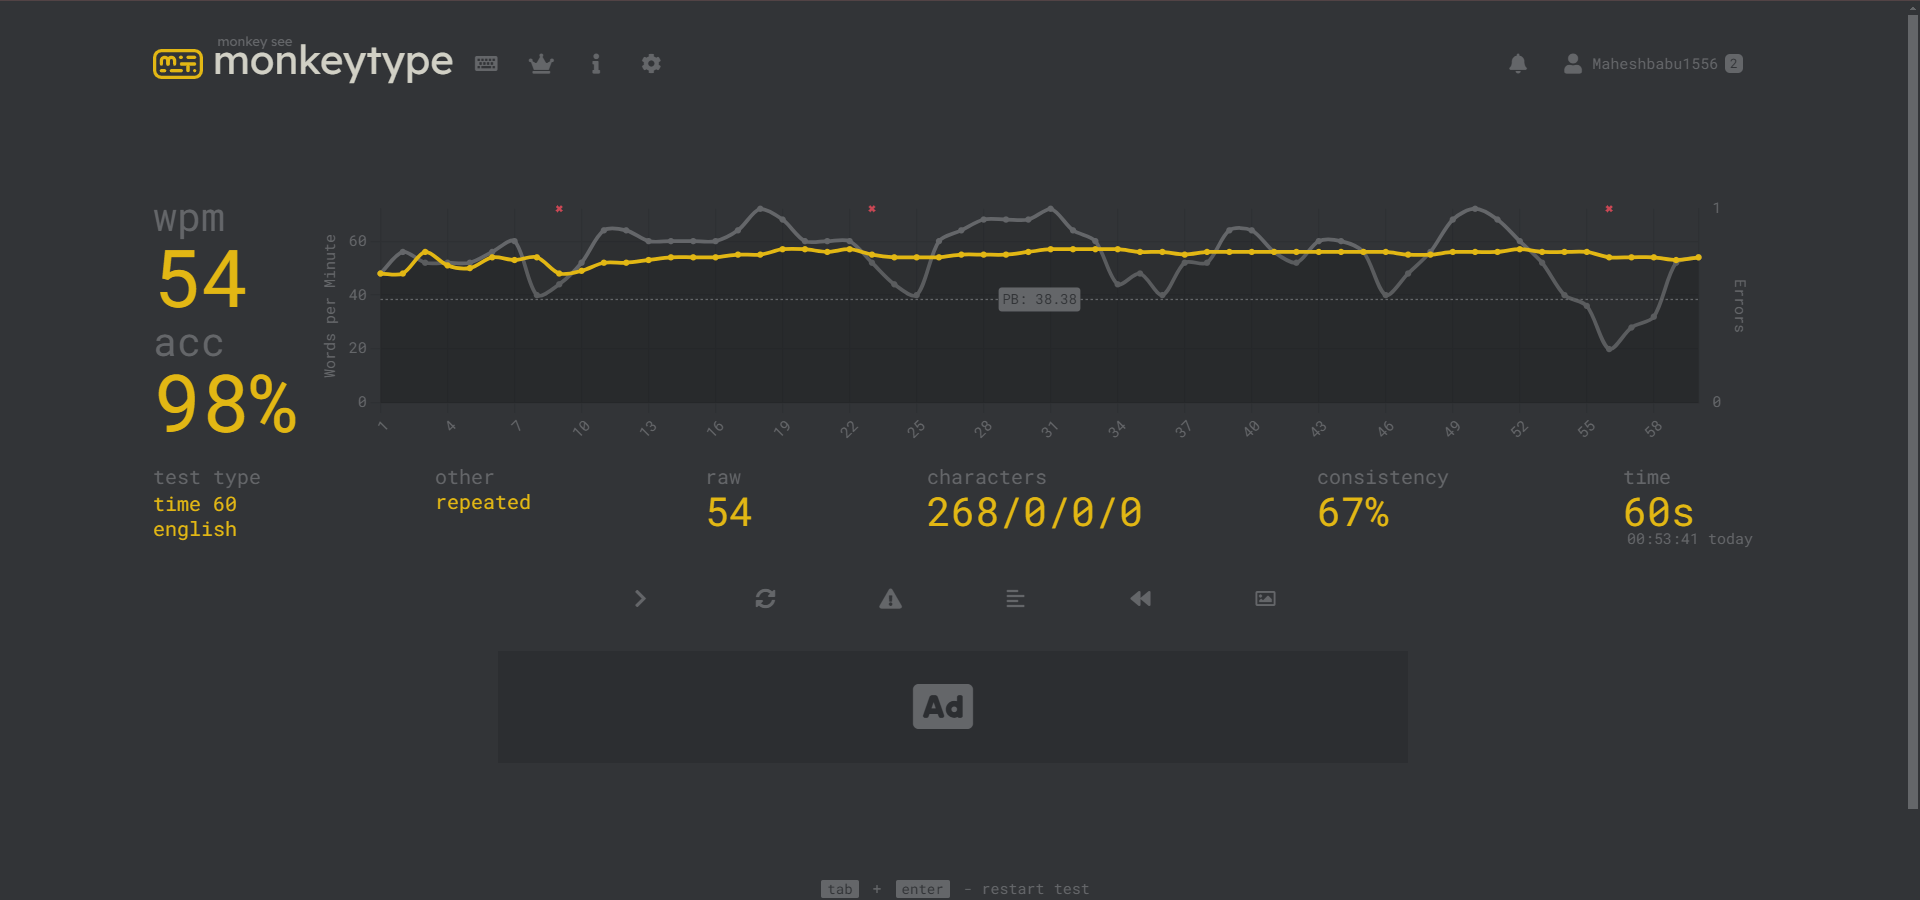 monkey see
monkeytype
Maheshbabu1556 2
wpm
54
acc
98%
Words per Minute
60
40
20
0
PB: 38.38
1
0
Errors
1 4 7 10 13 16 19 22 25 28 31 34 37 40 43 46 49 52 55 58
test type
time 60
english
other
repeated
raw
54
characters
268/0/0/0
consistency
67%
time
60s
00:53:41 today
Ad
tab + enter - restart test